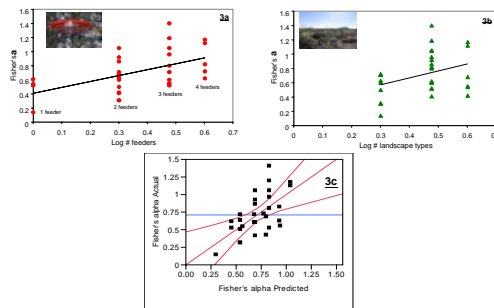 3a
Fisher's a
1.6
1.4
1.2
1
0.8
0.6
0.4
0.2
0
1 feeder
2 feeders
3 feeders
4 feeders
0 0.1 0.2 0.3 0.4 0.5 0.6 0.7
Log # feeders
3b
Fisher's a
1.6
1.4
1.2
1
0.8
0.6
0.4
0.2
0
0 0.1 0.2 0.3 0.4 0.5 0.6 0.7
Log # landscape types
3c
Fisher's alpha Actual
1.5
1.25
1
0.75
0.5
0.25
0
0.00 0.25 0.50 0.75 1.00 1.25 1.50
Fisher's alpha Predicted